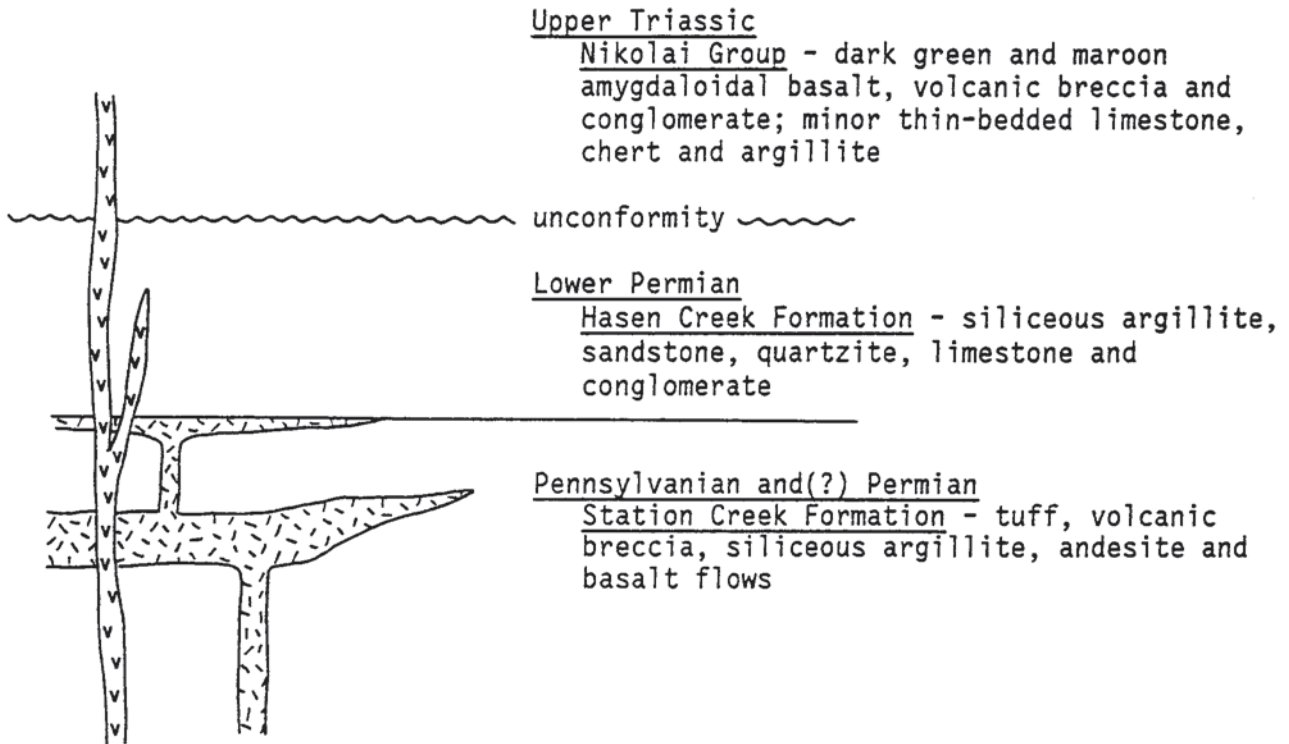 Upper Triassic
Nikolai Group - dark green and maroon
amygdaloidal basalt, volcanic breccia and
conglomerate; minor thin-bedded limestone,
chert and argillite
unconformity
Lower Permian
Hasen Creek Formation - siliceous argillite,
sandstone, quartzite, limestone and
conglomerate
Pennsylvanian and(?) Permian
Station Creek Formation - tuff, volcanic
breccia, siliceous argillite, andesite and
basalt flows